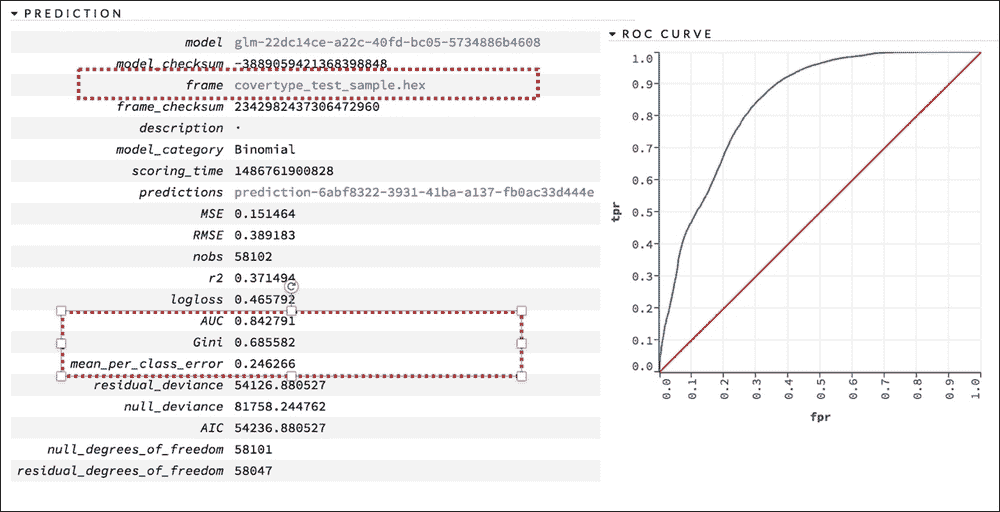 PREDICTION
model glm-22dc14ce-a22c-40fd-bc05-5734886b4608
model_checksum -3889059421368398848
frame covertype_test_sample.hex
frame_checksum 2342982437306472960
description ·
model_category Binomial
scoring_time 1486761900828
predictions prediction-6abf8322-3931-41ba-a137-fb0ac33d444e
MSE 0.151464
RMSE 0.389183
nobs 58102
r2 0.371494
logloss 0.465792
AUC 0.842791
Gini 0.685582
mean_per_class_error 0.246266
residual_deviance 54126.880527
null_deviance 81758.244762
AIC 54236.880527
null_degrees_of_freedom 58101
residual_degrees_of_freedom 58047
ROC CURVE
1.0
0.9
0.8
0.7
0.6
0.5
0.4
0.3
0.2
0.1
0.0
tpr
0.0 0.1 0.2 0.3 0.4 0.5 0.6 0.7 0.8 0.9 1.0
fpr